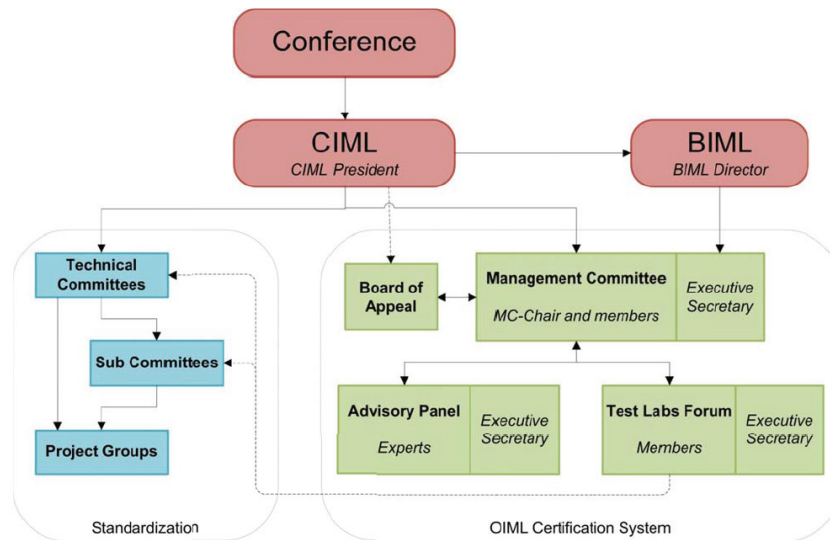 Conference
CIML
CIML President
BIML
BIML Director
Technical
Committees
Sub Committees
Project Groups
Standardization
Board of
Appeal
Management Committee
MC-Chair and members
Executive
Secretary
Advisory Panel
Experts
Executive
Secretary
Test Labs Forum
Members
Executive
Secretary
OIML Certification System